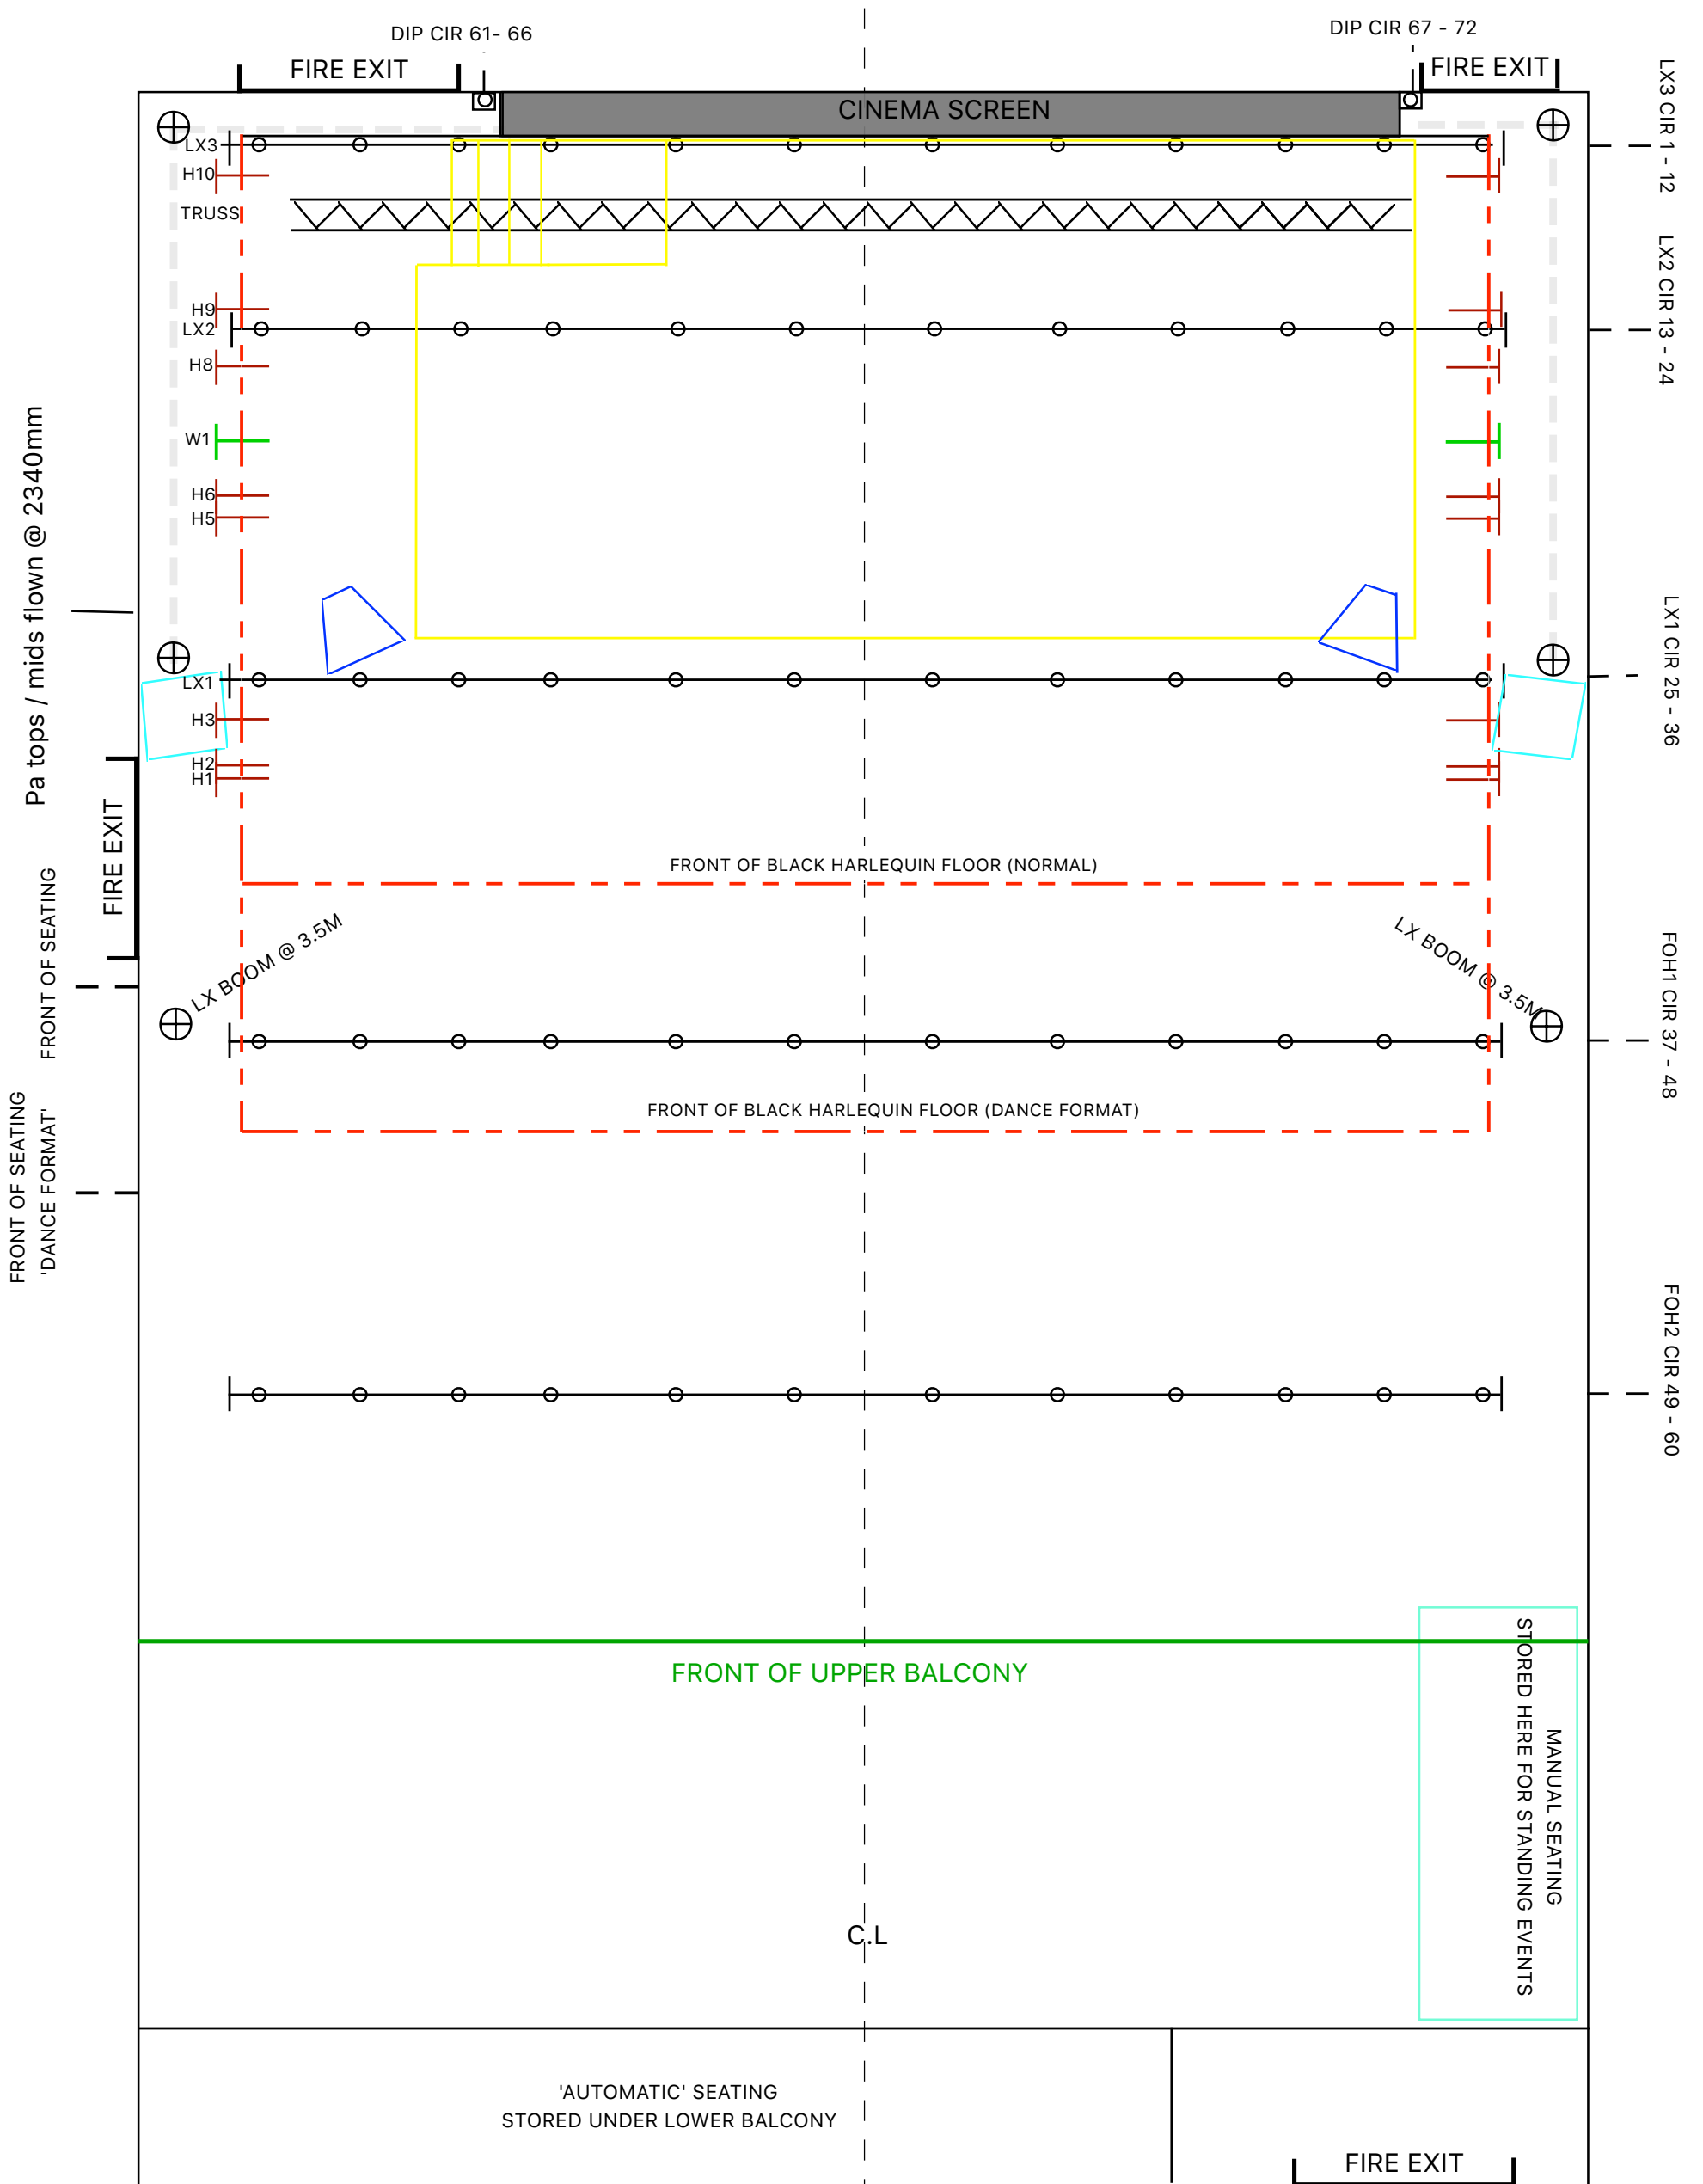 DIP CIR 61- 66
DIP CIR 67 - 72
FIRE EXIT
FIRE EXIT
CINEMA SCREEN
LX3
H10
TRUSS
H9
LX2
H8
W1
H6
H5
LX1
H3
H2
H1
LX3 CIR 1 - 12
LX2 CIR 13 - 24
LX1 CIR 25 - 36
FOH1 CIR 37 - 48
FOH2 CIR 49 - 60
Pa tops / mids flown @ 2340mm
FIRE EXIT
FRONT OF SEATING
FRONT OF SEATING
'DANCE FORMAT'
FRONT OF BLACK HARLEQUIN FLOOR (NORMAL)
LX BOOM @ 3.5M
LX BOOM @ 3.5M
FRONT OF BLACK HARLEQUIN FLOOR (DANCE FORMAT)
FRONT OF UPPER BALCONY
MANUAL SEATING
STORED HERE FOR STANDING EVENTS
C.L
'AUTOMATIC' SEATING
STORED UNDER LOWER BALCONY
FIRE EXIT